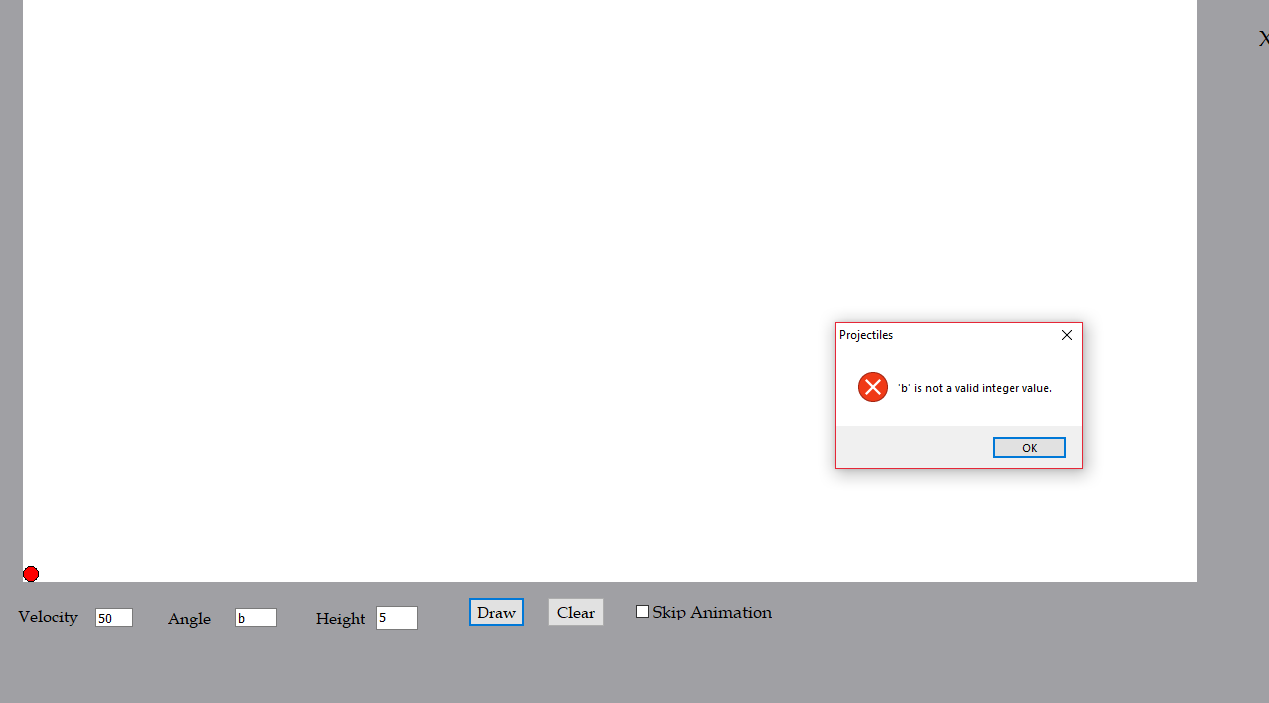 X
Projectiles
'b' is not a valid integer value.
OK
Velocity 50 Angle b Height 5 Draw Clear Skip Animation